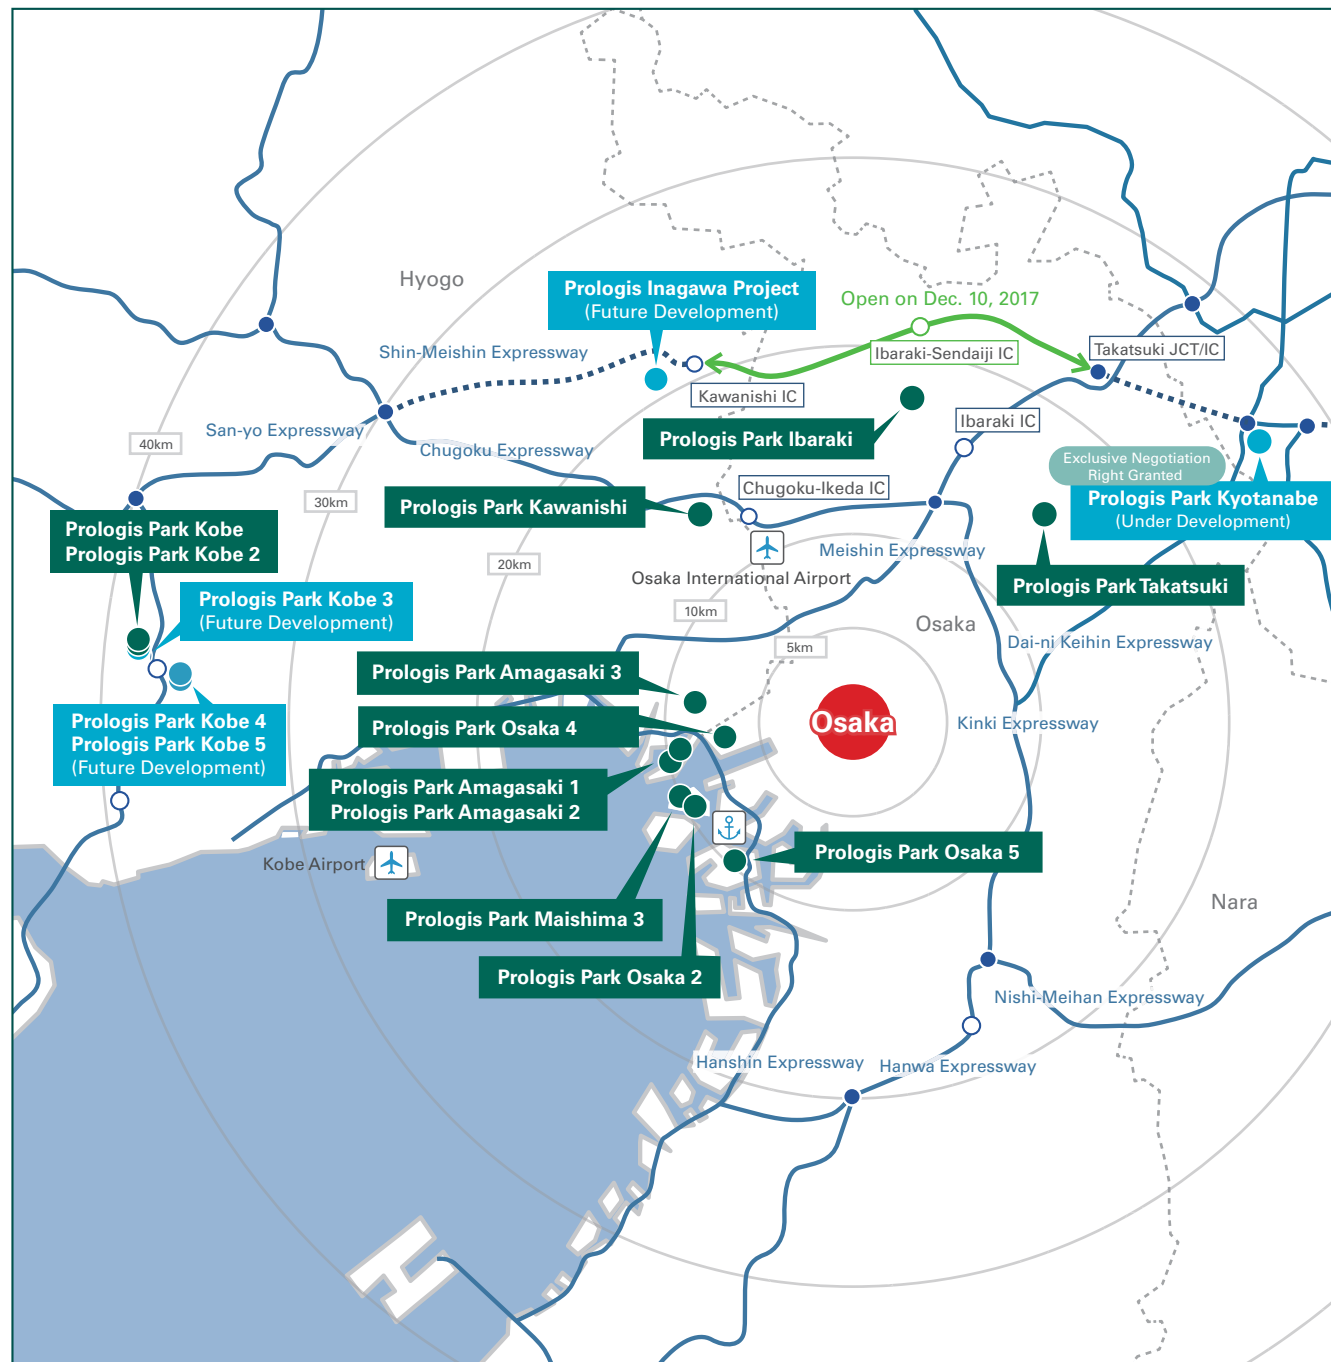 Hyogo
Prologis Inagawa Project
(Future Development)
Open on Dec. 10, 2017
Ibaraki-Sendaiji IC
Takatsuki JCT/IC
Shin-Meishin Expressway
Kawanishi IC
San-yo Expressway
40km
Chugoku Expressway
Prologis Park Ibaraki
Ibaraki IC
Exclusive Negotiation
Right Granted
Prologis Park Kyotanabe
(Under Development)
30km
Chugoku-Ikeda IC
Prologis Park Kawanishi
Prologis Park Kobe
Prologis Park Kobe 2
20km
Meishin Expressway
Osaka International Airport
Prologis Park Takatsuki
Prologis Park Kobe 3
(Future Development)
10km
5km
Osaka
Dai-ni Keihin Expressway
Prologis Park Amagasaki 3
Prologis Park Osaka 4
Osaka
Kinki Expressway
Prologis Park Kobe 4
Prologis Park Kobe 5
(Future Development)
Prologis Park Amagasaki 1
Prologis Park Amagasaki 2
Kobe Airport
Prologis Park Osaka 5
Prologis Park Maishima 3
Nara
Prologis Park Osaka 2
Nishi-Meihan Expressway
Hanshin Expressway
Hanwa Expressway